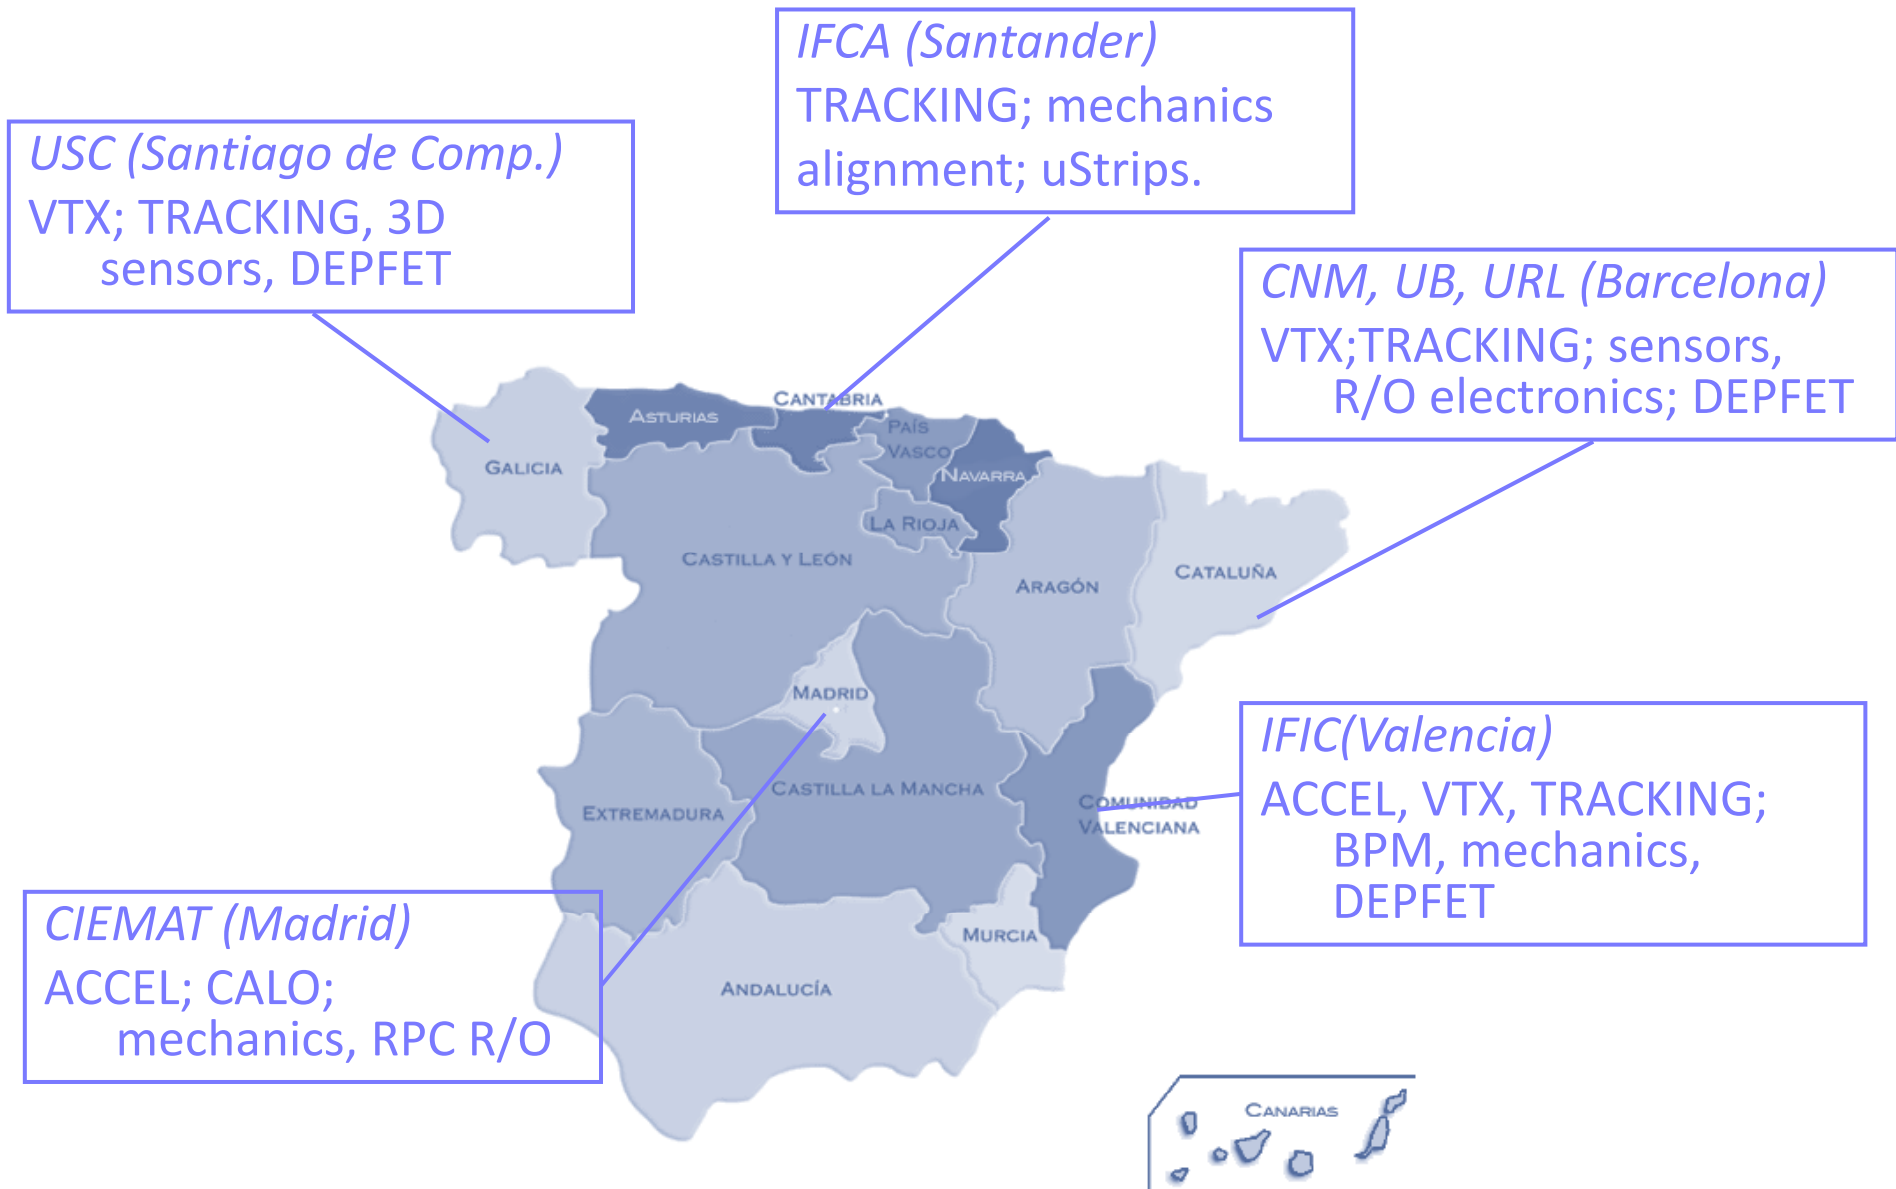 IFCA (Santander)
TRACKING; mechanics
alignment; uStrips.
USC (Santiago de Comp.)
VTX; TRACKING, 3D
sensors, DEPFET
CNM, UB, URL (Barcelona)
VTX;TRACKING; sensors,
R/O electronics; DEPFET
CANTABRIA
ASTURIAS
PAÍS
VASCO
GALICIA
NAVARRA
LA RIOJA
CASTILLA Y LEÓN
ARAGÓN
CATALUÑA
MADRID
IFIC(Valencia)
ACCEL, VTX, TRACKING;
BPM, mechanics,
DEPFET
CASTILLA LA MANCHA
EXTREMADURA
COMUNIDAD
VALENCIANA
CIEMAT (Madrid)
ACCEL; CALO;
mechanics, RPC R/O
MURCIA
ANDALUCÍA
CANARIAS